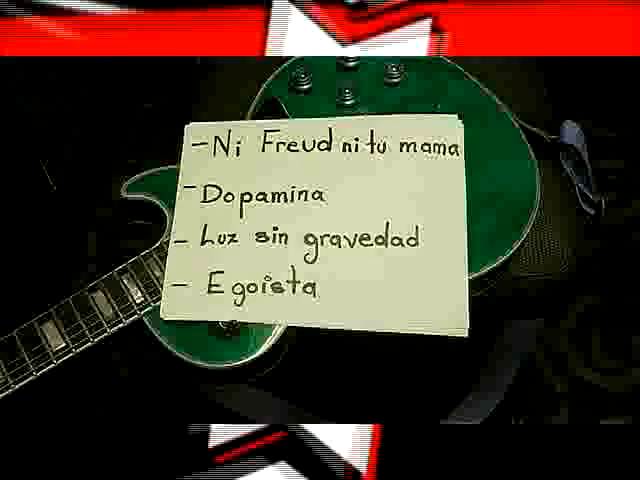 - Ni Freud ni tu mama
- Dopamina
- Luz sin gravedad
- Egoista